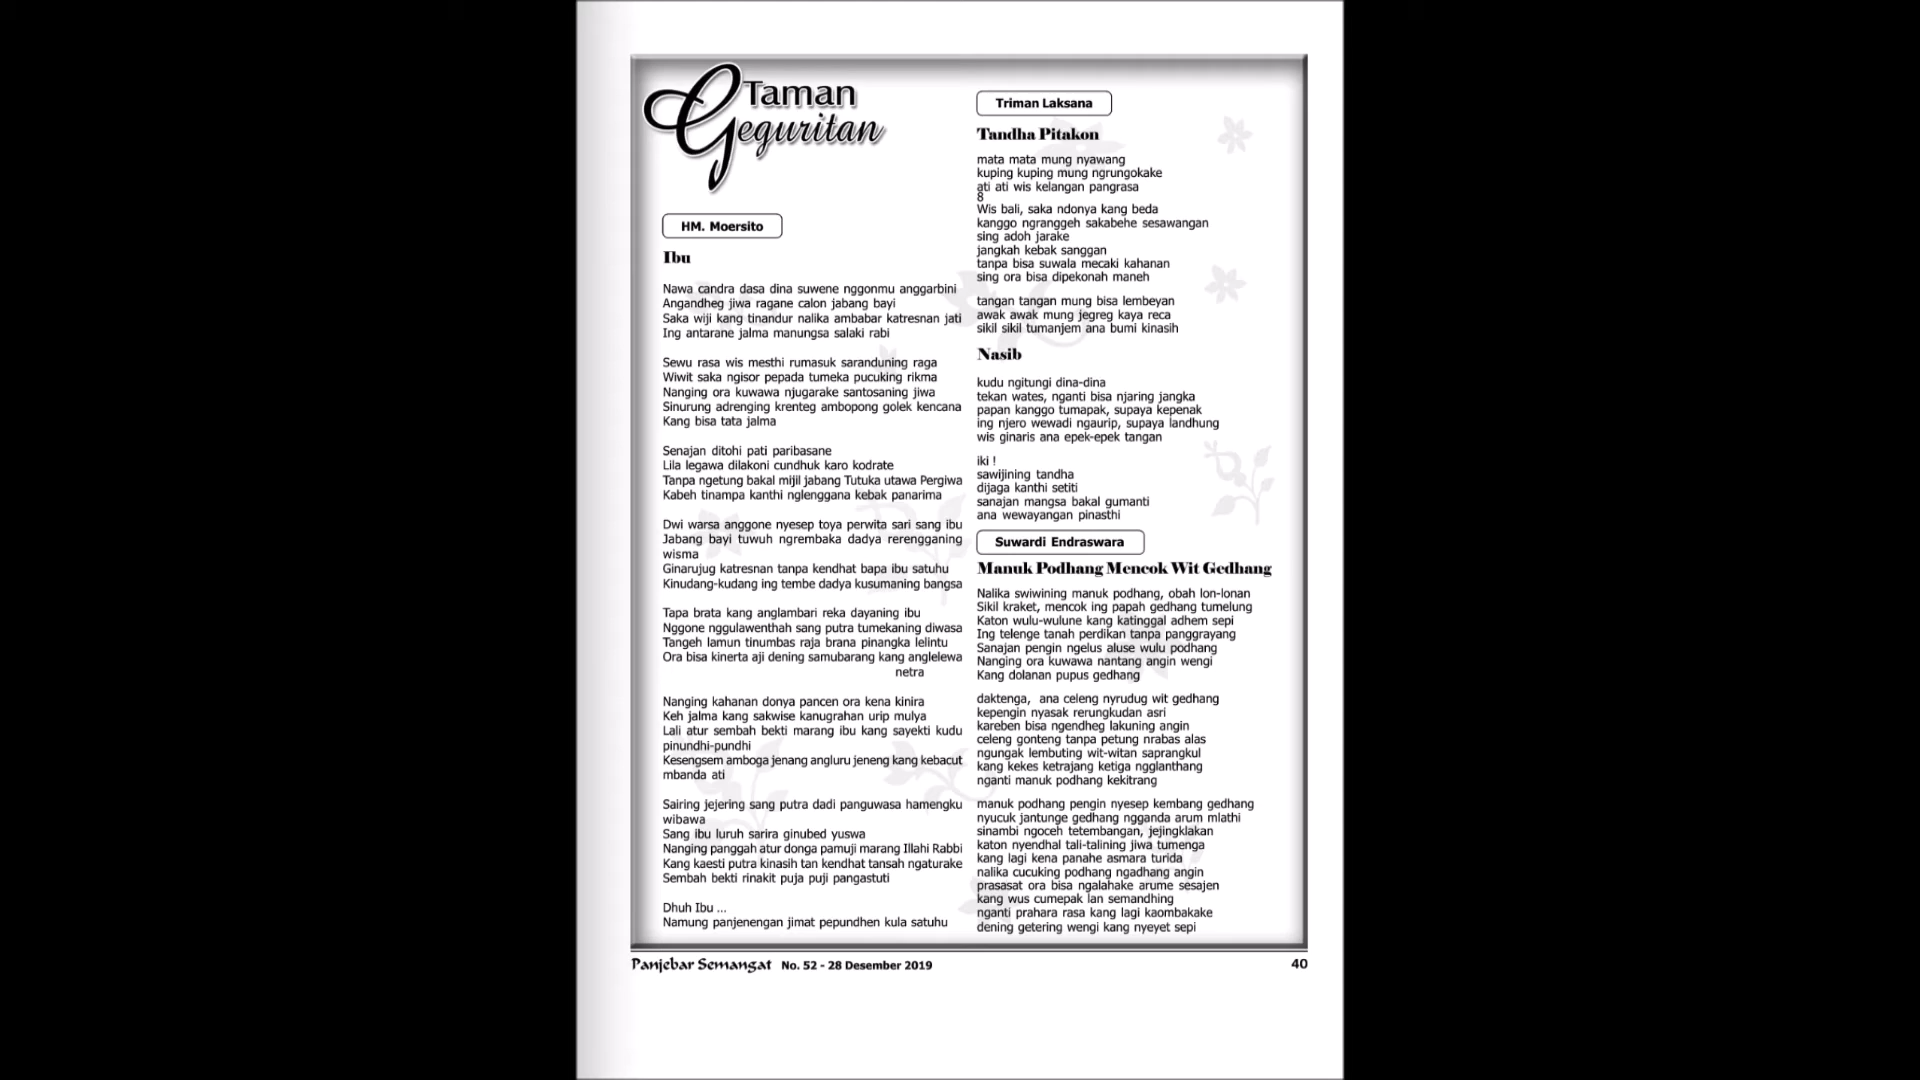 Taman
Geguritan
HM. Moersito
Ibu
Nawa candra dasa dina suwene nggonmu anggarbini
Angandheg jiwa ragane calon jabang bayi
Saka wiji kang tinandur nalika ambabar katresnan jati
Ing antarane jalma manungsa salaki rabi
Sewu rasa wis mesthi rumasuk saranduning raga
Wiwit saka ngisor pepada tumeka pucuking rikma
Nanging ora kuwawa njugarake santosaning jiwa
Sinurung adrenging krenteg ambopong golek kencana
Kang bisa tata jalma
Senajan ditohi pati paribasane
Lila legawa dilakoni cundhuk karo kodrate
Tanpa ngetung bakal mijil jabang Tutuka utawa Pergiwa
Kabeh tinampa kanthi nglenggana kebak panarima
Dwi warsa anggone nyesep toya perwita sari sang ibu
Jabang bayi tuwuh ngrembaka dadya rerengganing
wisma
Ginarujug katresnan tanpa kendhat bapa ibu satuhu
Kinudang-kudang ing tembe dadya kusumaning bangsa
Tapa brata kang anglambari reka dayaning ibu
Nggone nggulawenthah sang putra tumekaning diwasa
Tangeh lamun tinumbas raja brana pinangka lelintu
Ora bisa kinerta aji dening samubarang kang anglelewa
netra
Nanging kahanan donya pancen ora kena kinira
Keh jalma kang sakwise kanugrahan urip mulya
Lali atur sembah bekti marang ibu kang sayekti kudu
pinundhi-pundhi
Kesengsem amboga jenang angluru jeneng kang kebacut
mbanda ati
Sairing jejering sang putra dadi panguwasa hamengku
wibawa
Sang ibu luruh sarira ginubed yuswa
Nanging panggah atur donga pamuji marang Illahi Rabbi
Kang kaesti putra kinasih tan kendhat tansah ngaturake
Sembah bekti rinakit puja puji pangastuti
Dhuh Ibu ...
Namung panjenengan jimat pepundhen kula satuhu
Triman Laksana
Tandha Pitakon
mata mata mung nyawang
kuping kuping mung ngrungokake
ati ati wis kelangan pangrasa
8
Wis bali, saka ndonya kang beda
kanggo ngranggeh sakabehe sesawangan
sing adoh jarake
jangkah kebak sanggan
tanpa bisa suwala mecaki kahanan
sing ora bisa dipekonah maneh
tangan tangan mung bisa lembeyan
awak awak mung jegreg kaya reca
sikil sikil tumanjem ana bumi kinasih
Nasib
kudu ngitungi dina-dina
tekan wates, nganti bisa njaring jangka
papan kanggo tumapak, supaya kepenak
ing njero wewadi ngaurip, supaya landhung
wis ginaris ana epek-epek tangan
iki !
sawijining tandha
dijaga kanthi setiti
sanajan mangsa bakal gumanti
ana wewayangan pinasthi
Suwardi Endraswara
Manuk Podhang Mencok Wit Gedhang
Nalika swiwining manuk podhang, obah lon-lonan
Sikil kraket, mencok ing papah gedhang tumelung
Katon wulu-wulune kang katinggal adhem sepi
Ing telenge tanah perdikan tanpa panggrayang
Sanajan pengin ngelus aluse wulu podhang
Nanging ora kuwawa nantang angin wengi
Kang dolanan pupus gedhang
daktenga, ana celeng nyrudug wit gedhang
kepengin nyasak rerungkudan asri
kareben bisa ngendheg lakuning angin
celeng gonteng tanpa petung nrabas alas
ngungak lembuting wit-witan saprangkul
kang kekes ketrajang ketiga ngglanthang
nganti manuk podhang kekitrang
manuk podhang pengin nyesep kembang gedhang
nyucuk jantunge gedhang ngganda arum mlathi
sinambi ngoceh tetembangan, jejingklakan
katon nyendhal tali-talining jiwa tumenga
kang lagi kena panahe asmara turida
nalika cucuking podhang ngadhang angin
prasasat ora bisa ngalahake arume sesajen
kang wus cumepak lan semandhing
nganti prahara rasa kang lagi kaombakake
dening getering wengi kang nyeyet sepi
Panjebar Semangat No. 52 - 28 Desember 2019
40